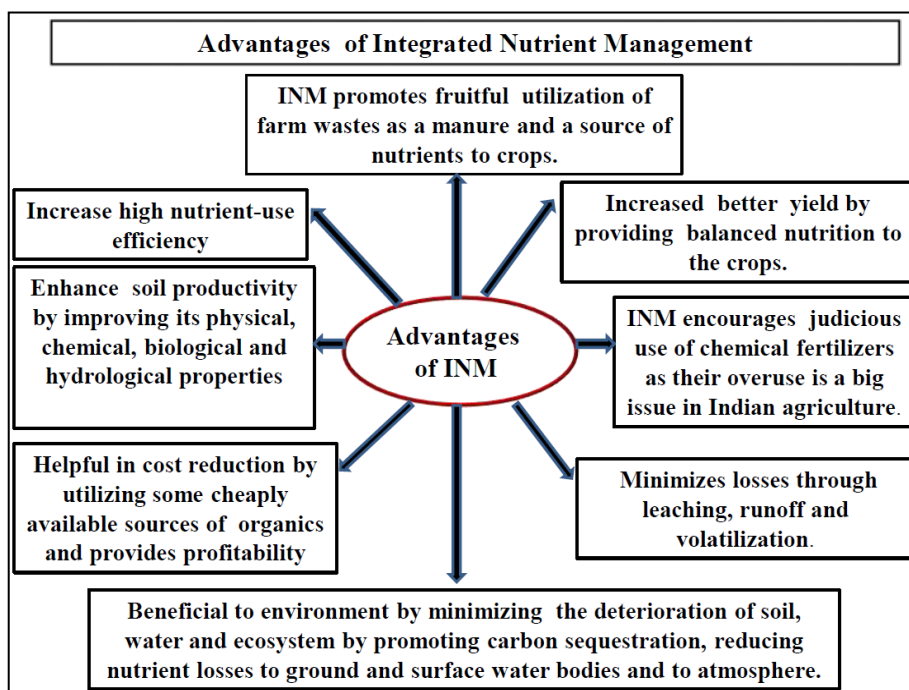 Advantages of Integrated Nutrient Management
INM promotes fruitful utilization of
farm wastes as a manure and a source of
nutrients to crops.
Increase high nutrient-use
efficiency
Increased better yield by
providing balanced nutrition to
the crops.
Enhance soil productivity
by improving its physical,
chemical, biological and
hydrological properties
Advantages
of INM
INM encourages judicious
use of chemical fertilizers
as their overuse is a big
issue in Indian agriculture.
Helpful in cost reduction by
utilizing some cheaply
available sources of organics
and provides profitability
Minimizes losses through
leaching, runoff and
volatilization.
Beneficial to environment by minimizing the deterioration of soil,
water and ecosystem by promoting carbon sequestration, reducing
nutrient losses to ground and surface water bodies and to atmosphere.